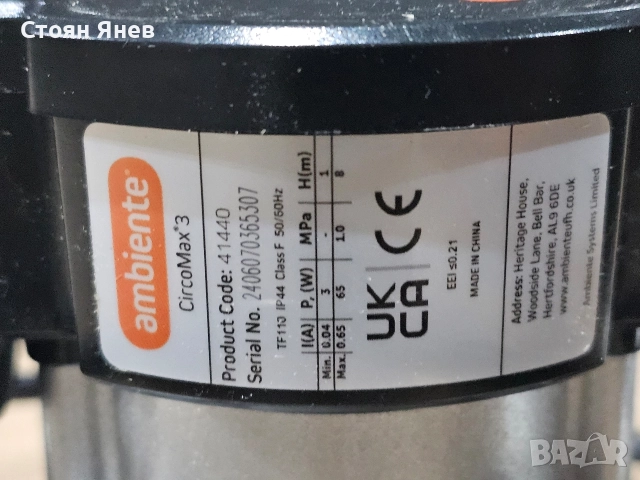 Стоян Янев
ambiente®
CircoMax®3
Product Code: 41440
Serial No. 24060703665307
TF110 IP44 Class F 50/60Hz
I(A) P₁(W) MPa H(m)
Min. 0.04 3 - 1
Max. 0.65 65 1.0 8
UK
CA
CE
EEI ≤0.21
MADE IN CHINA
Address: Heritage House,
Woodside Lane, Bell Bar,
Hertfordshire, AL9 6DE
www.ambienteufh.co.uk
Ambiente Systems Limited
BAZAR